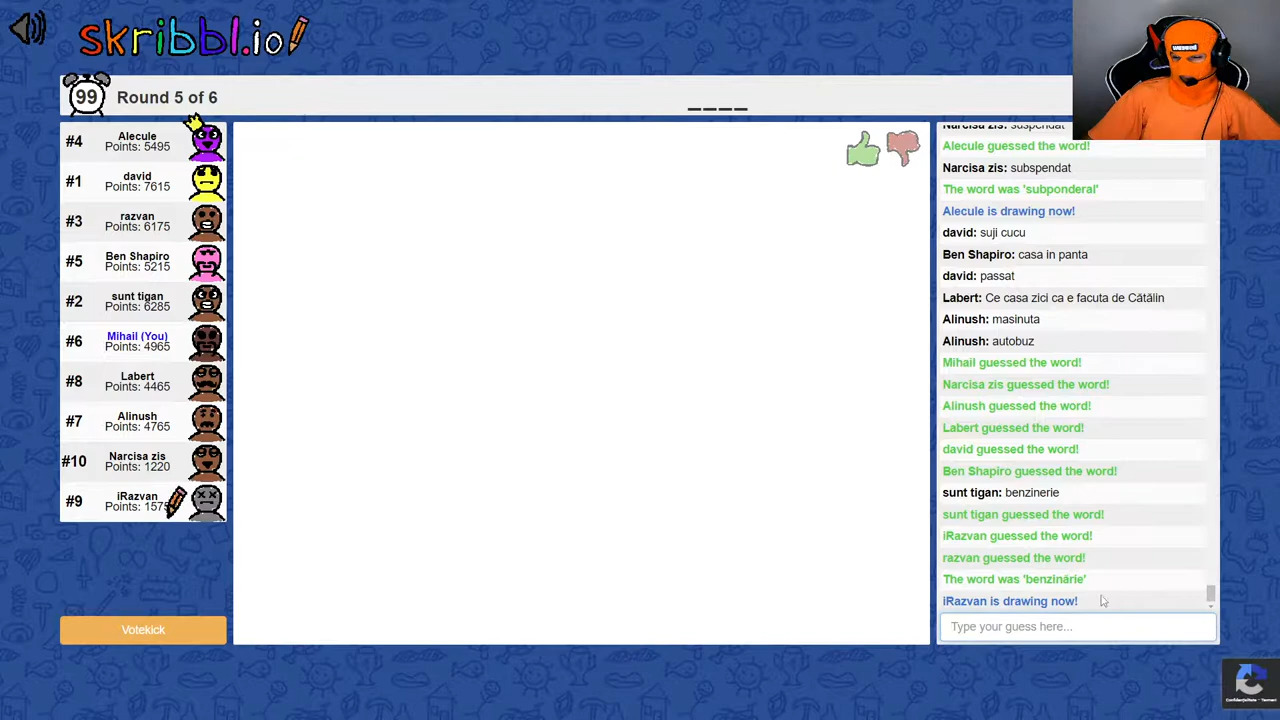 skribbl.io
99
Round 5 of 6
____
#4
Alecule
Points: 5495
#1
david
Points: 7615
#3
razvan
Points: 6175
#5
Ben Shapiro
Points: 5215
#2
sunt tigan
Points: 6285
#6
Mihail (You)
Points: 4965
#8
Labert
Points: 4465
#7
Alinush
Points: 4765
#10
Narcisa zis
Points: 1220
#9
iRazvan
Points: 1575
Votekick
Narcisa zis: suspendat
Alecule guessed the word!
Narcisa zis: subspendat
The word was 'subponderal'
Alecule is drawing now!
david: suji cucu
Ben Shapiro: casa in panta
david: passat
Labert: Ce casa zici ca e facuta de Cătălin
Alinush: masinuta
Alinush: autobuz
Mihail guessed the word!
Narcisa zis guessed the word!
Alinush guessed the word!
Labert guessed the word!
david guessed the word!
Ben Shapiro guessed the word!
sunt tigan: benzinerie
sunt tigan guessed the word!
iRazvan guessed the word!
razvan guessed the word!
The word was 'benzinărie'
iRazvan is drawing now!
Type your guess here...